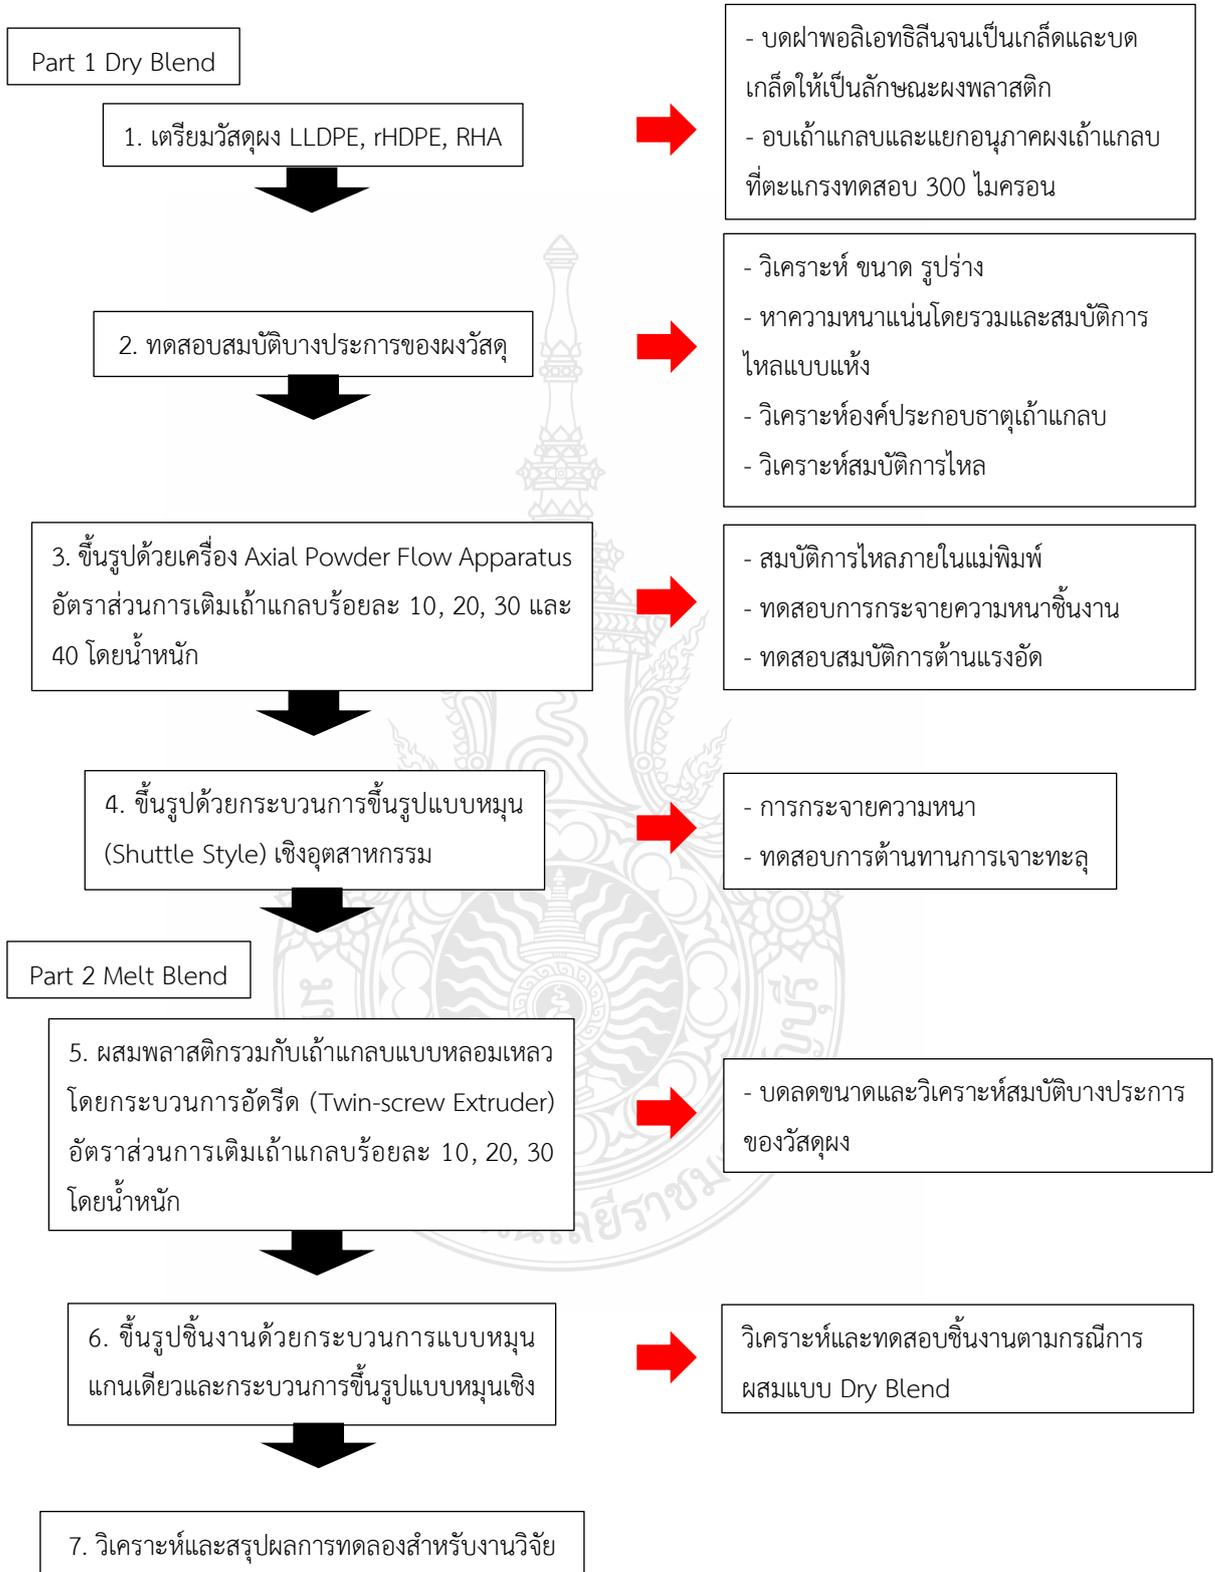 Part 1 Dry Blend
1. เตรียมวัสดุผง LLDPE, rHDPE, RHA
- บดฝาพอลิเอทธิลีนจนเป็นเกล็ดและบด
เกล็ดให้เป็นลักษณะผงพลาสติก
- อบเถ้าแกลบและแยกอนุภาคผงเถ้าแกลบ
ที่ตะแกรงทดสอบ 300 ไมครอน
2. ทดสอบสมบัติบางประการของผงวัสดุ
- วิเคราะห์ ขนาด รูปร่าง
- หาความหนาแน่นโดยรวมและสมบัติการ
ไหลแบบแห้ง
- วิเคราะห์องค์ประกอบธาตุเถ้าแกลบ
- วิเคราะห์สมบัติการไหล
3. ขึ้นรูปด้วยเครื่อง Axial Powder Flow Apparatus
อัตราส่วนการเติมเถ้าแกลบร้อยละ 10, 20, 30 และ
40 โดยน้ำหนัก
- สมบัติการไหลภายในแม่พิมพ์
- ทดสอบการกระจายความหนาชิ้นงาน
- ทดสอบสมบัติการต้านแรงอัด
4. ขึ้นรูปด้วยกระบวนการขึ้นรูปแบบหมุน
(Shuttle Style) เชิงอุตสาหกรรม
- การกระจายความหนา
- ทดสอบการต้านทานการเจาะทะลุ
Part 2 Melt Blend
5. ผสมพลาสติกรวมกับเถ้าแกลบแบบหลอมเหลว
โดยกระบวนการอัดรีด (Twin-screw Extruder)
อัตราส่วนการเติมเถ้าแกลบร้อยละ 10, 20, 30
โดยน้ำหนัก
- บดลดขนาดและวิเคราะห์สมบัติบางประการ
ของวัสดุผง
6. ขึ้นรูปชิ้นงานด้วยกระบวนการแบบหมุน
แกนเดียวและกระบวนการขึ้นรูปแบบหมุนเชิง
วิเคราะห์และทดสอบชิ้นงานตามกรณีการ
ผสมแบบ Dry Blend
7. วิเคราะห์และสรุปผลการทดลองสำหรับงานวิจัย